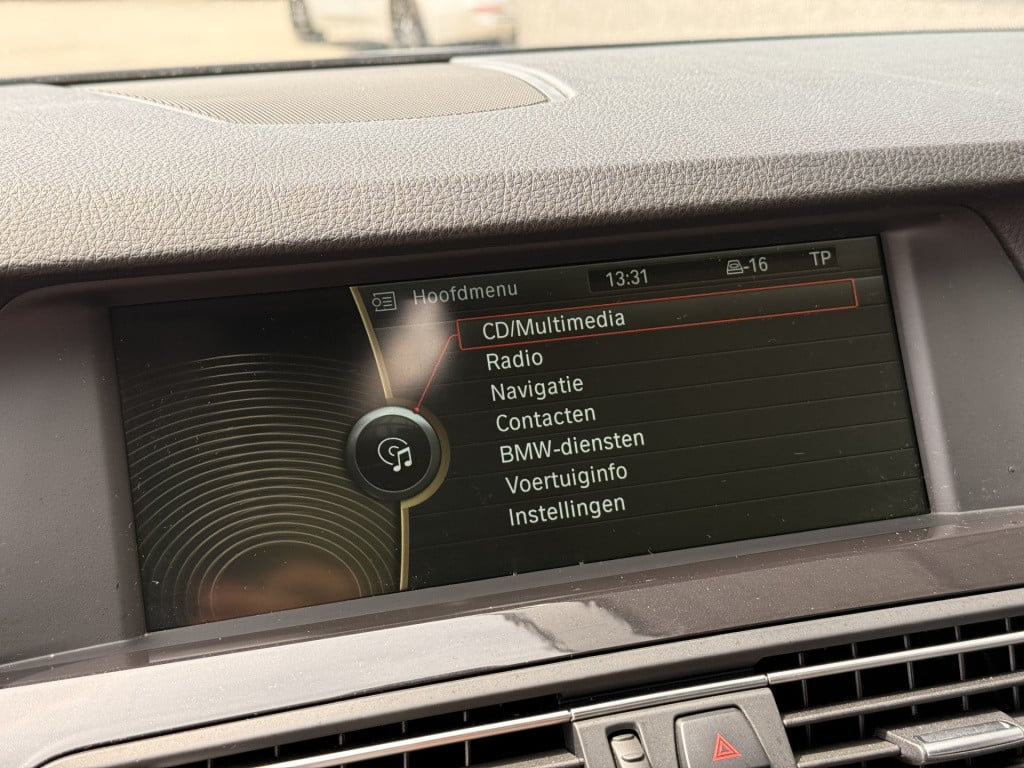 Hoofdmenu 13:31 -16 TP
CD/Multimedia
Radio
Navigatie
Contacten
BMW-diensten
Voertuiginfo
Instellingen